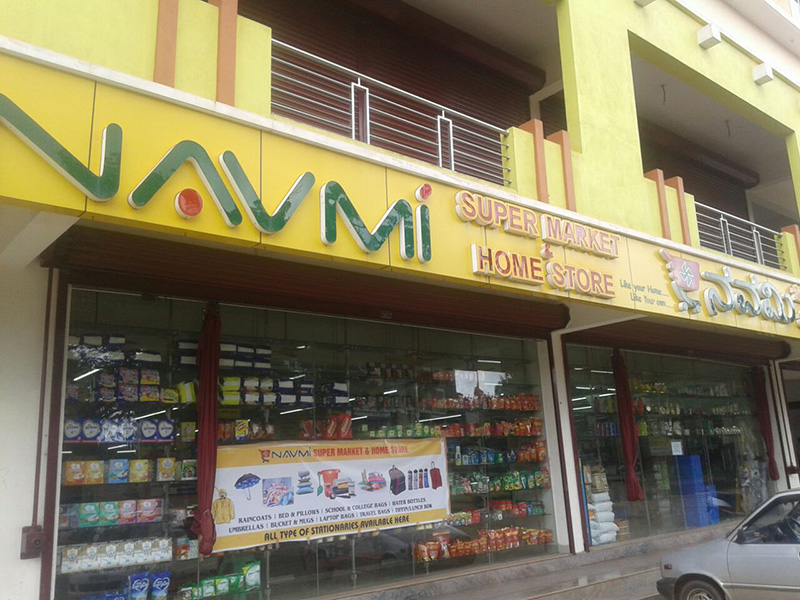 NAVMi
SUPER MARKET
&
HOME STORE
Like your Home...
Like Your own...
ನವಮಿ
NAVMI SUPER MARKET & HOME STORE
RAINCOATS | BED & PILLOWS | SCHOOL & COLLEGE BAGS | WATER BOTTLES
UMBRELLAS | BUCKET & MUGS | LAPTOP BAGS | TRAVEL BAGS | TIFFIN/LUNCH BOX
ALL TYPE OF STATIONARIES AVAILABLE HERE